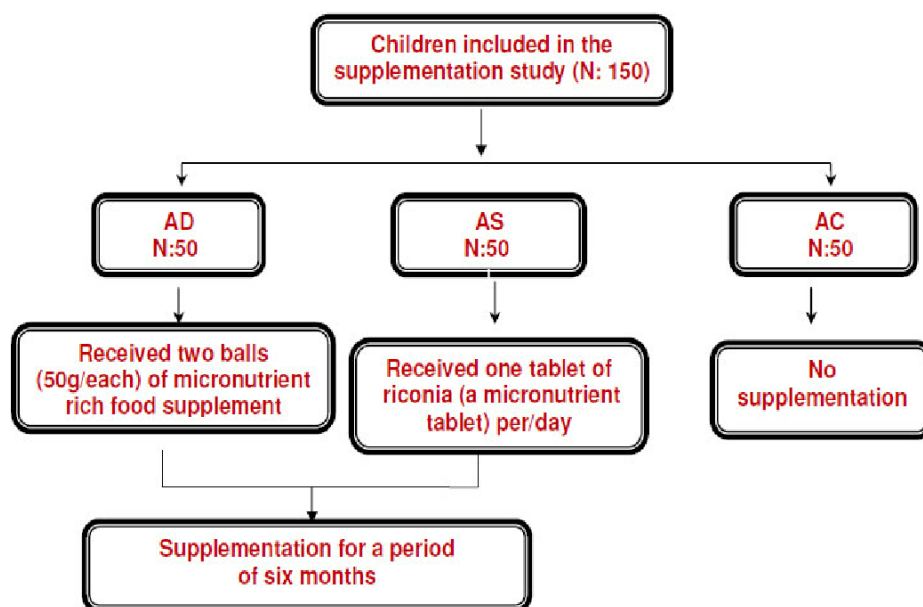 Children included in the
supplementation study (N: 150)
AD
N:50
AS
N:50
AC
N:50
Received two balls
(50g/each) of micronutrient
rich food supplement
Received one tablet of
riconia (a micronutrient
tablet) per/day
No
supplementation
Supplementation for a period
of six months